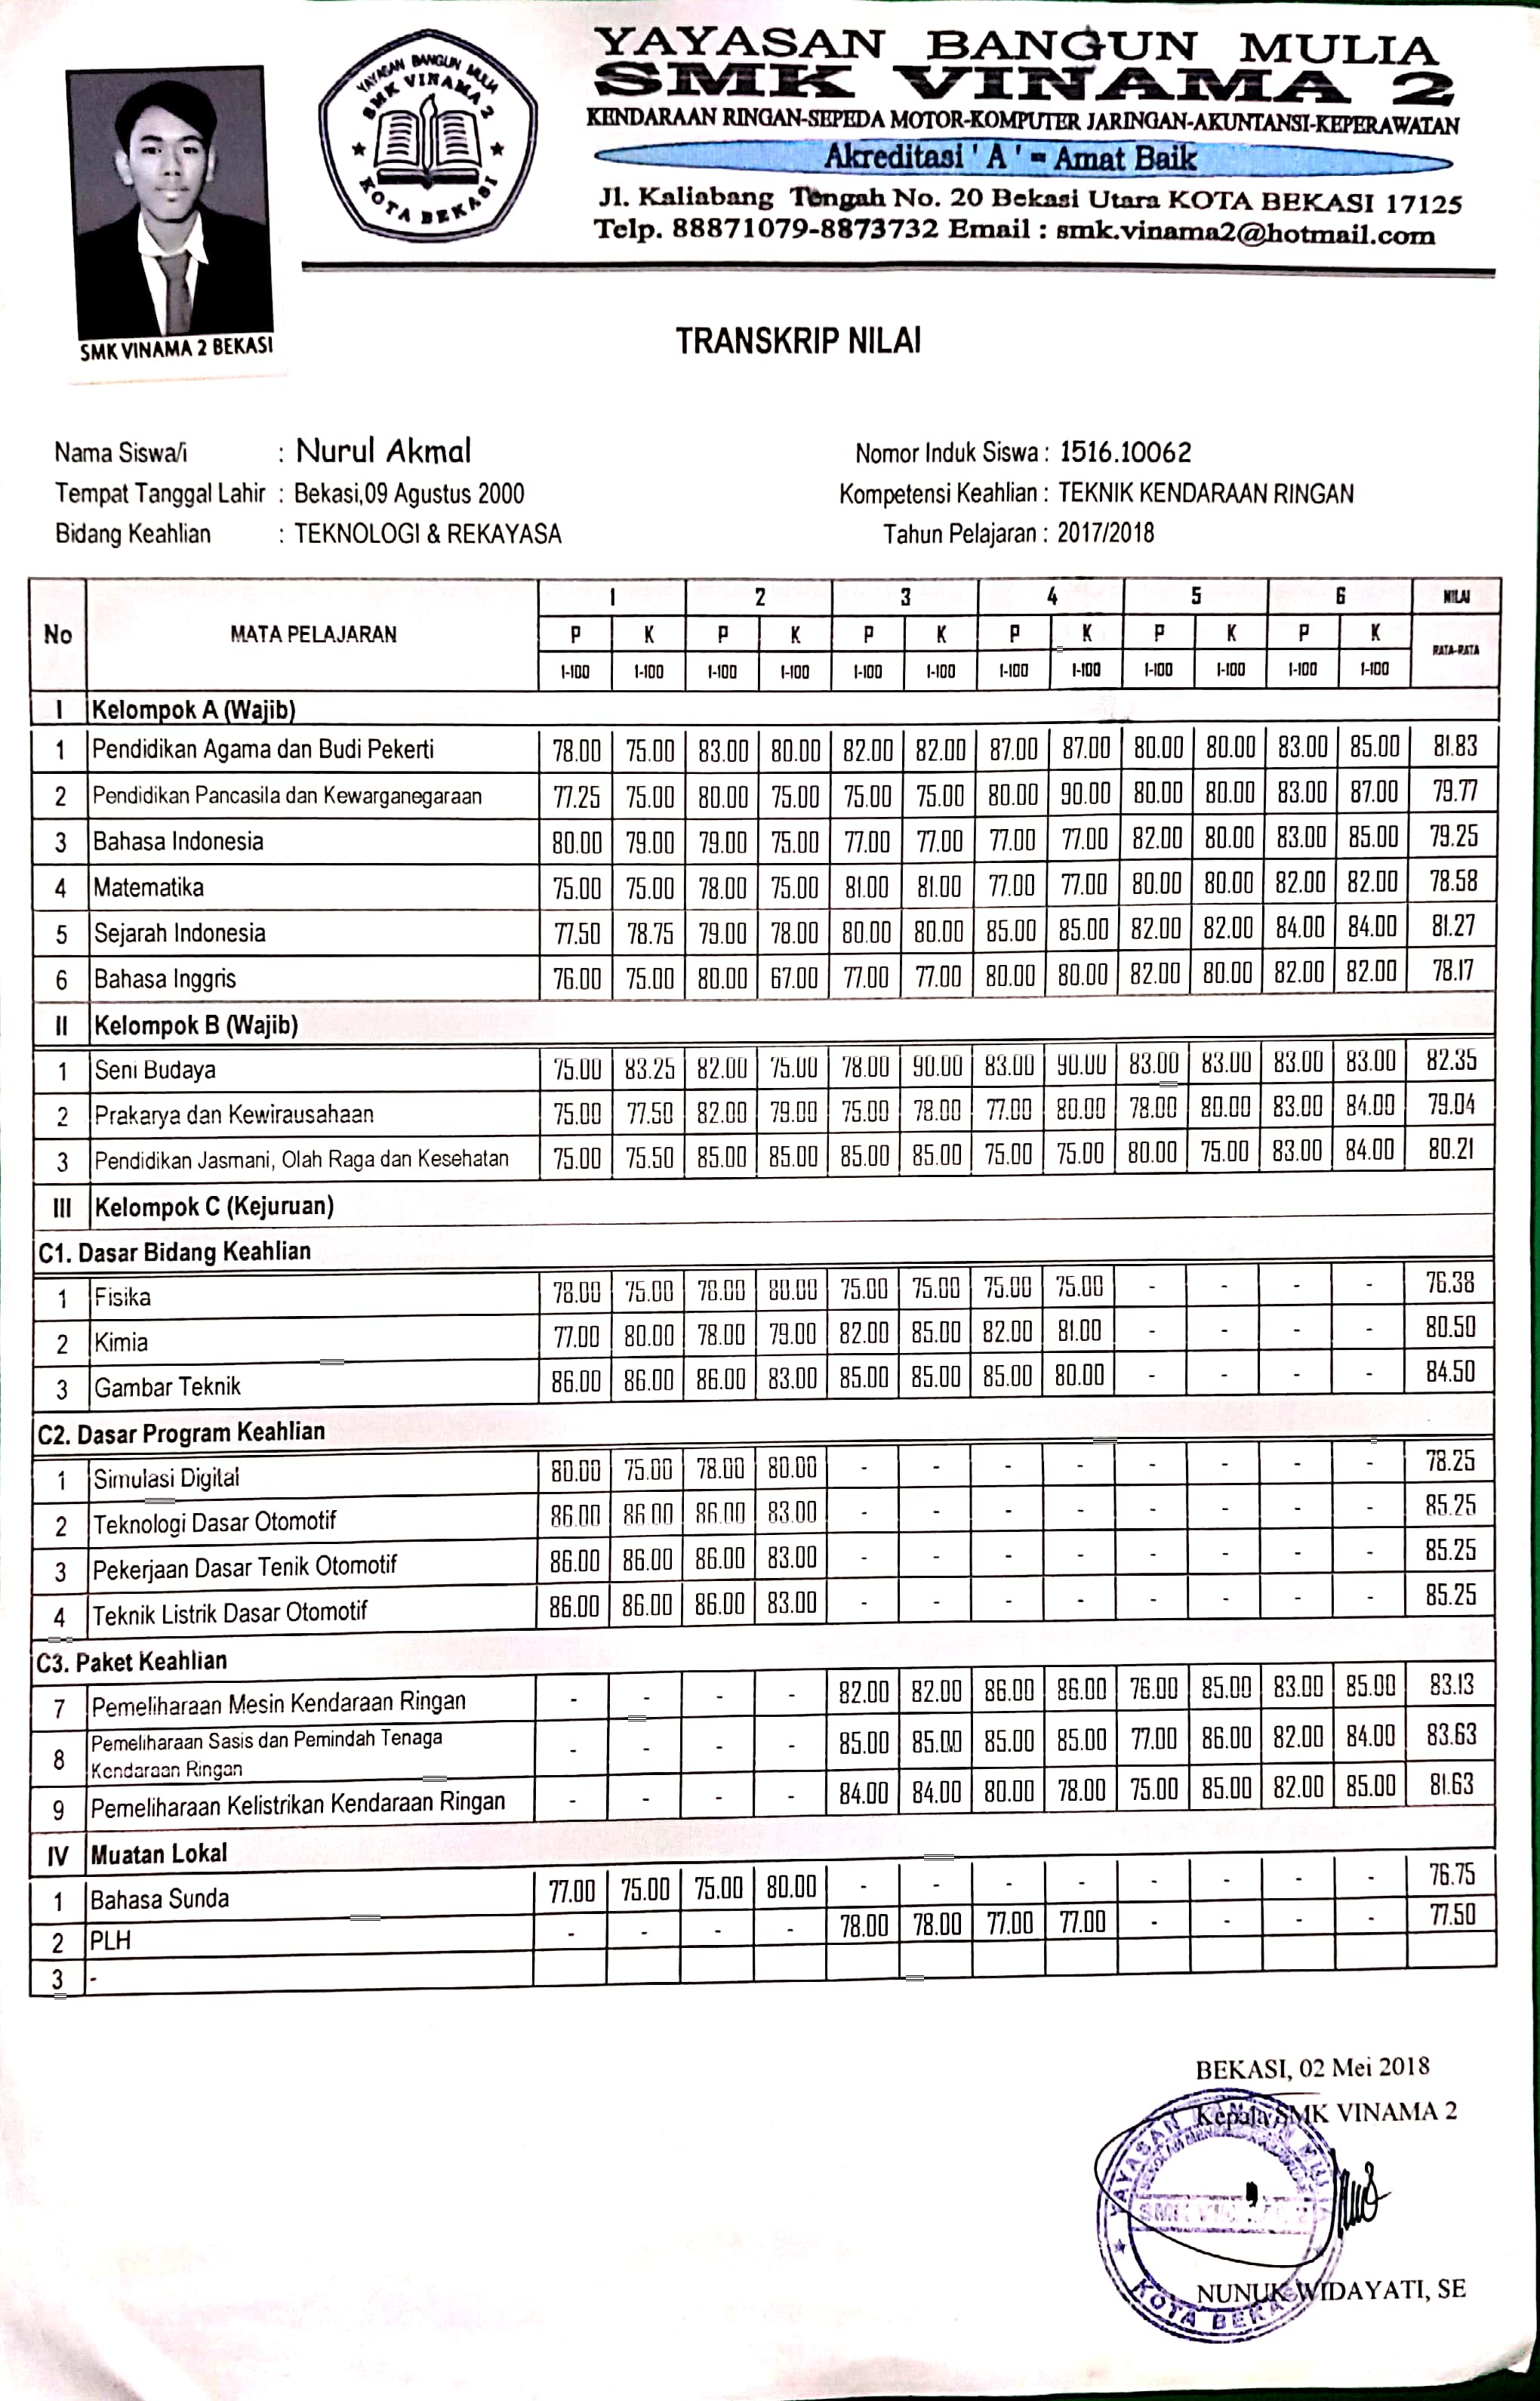 YAYASAN BANGUN MULIA
SMK VINAMA 2
KENDARAAN RINGAN-SEPEDA MOTOR-KOMPUTER JARINGAN-AKUNTANSI-KEPERAWATAN
Akreditasi ' A ' = Amat Baik
Jl. Kaliabang Tengah No. 20 Bekasi Utara KOTA BEKASI 17125
Telp. 88871079-8873732 Email : smk.vinama2@hotmail.com
YAYASAN BANGUN MULIA
SMK VINAMA 2
KOTA BEKASI
SMK VINAMA 2 BEKASI
TRANSKRIP NILAI
Nama Siswa/i : Nurul Akmal Nomor Induk Siswa : 1516.10062
Tempat Tanggal Lahir : Bekasi,09 Agustus 2000 Kompetensi Keahlian : TEKNIK KENDARAAN RINGAN
Bidang Keahlian : TEKNOLOGI & REKAYASA Tahun Pelajaran : 2017/2018
No MATA PELAJARAN 1 2 3 4 5 6 NILAI
P K P K P K P K P K P K RATA-RATA
1-100 1-100 1-100 1-100 1-100 1-100 1-100 1-100 1-100 1-100 1-100 1-100
I Kelompok A (Wajib)
1 Pendidikan Agama dan Budi Pekerti 78.00 75.00 83.00 80.00 82.00 82.00 87.00 87.00 80.00 80.00 83.00 85.00 81.83
2 Pendidikan Pancasila dan Kewarganegaraan 77.25 75.00 80.00 75.00 75.00 75.00 80.00 90.00 80.00 80.00 83.00 87.00 79.77
3 Bahasa Indonesia 80.00 79.00 79.00 75.00 77.00 77.00 77.00 77.00 82.00 80.00 83.00 85.00 79.25
4 Matematika 75.00 75.00 78.00 75.00 81.00 81.00 77.00 77.00 80.00 80.00 82.00 82.00 78.58
5 Sejarah Indonesia 77.50 78.75 79.00 78.00 80.00 80.00 85.00 85.00 82.00 82.00 84.00 84.00 81.27
6 Bahasa Inggris 76.00 75.00 80.00 67.00 77.00 77.00 80.00 80.00 82.00 80.00 82.00 82.00 78.17
II Kelompok B (Wajib)
1 Seni Budaya 75.00 83.25 82.00 75.00 78.00 90.00 83.00 90.00 83.00 83.00 83.00 83.00 82.35
2 Prakarya dan Kewirausahaan 75.00 77.50 82.00 79.00 75.00 78.00 77.00 80.00 78.00 80.00 83.00 84.00 79.04
3 Pendidikan Jasmani, Olah Raga dan Kesehatan 75.00 75.50 85.00 85.00 85.00 85.00 75.00 75.00 80.00 75.00 83.00 84.00 80.21
III Kelompok C (Kejuruan)
C1. Dasar Bidang Keahlian
1 Fisika 78.00 75.00 78.00 80.00 75.00 75.00 75.00 75.00 - - - - 76.38
2 Kimia 77.00 80.00 78.00 79.00 82.00 85.00 82.00 81.00 - - - - 80.50
3 Gambar Teknik 86.00 86.00 86.00 83.00 85.00 85.00 85.00 80.00 - - - - 84.50
C2. Dasar Program Keahlian
1 Simulasi Digital 80.00 75.00 78.00 80.00 - - - - - - - - 78.25
2 Teknologi Dasar Otomotif 86.00 86.00 86.00 83.00 - - - - - - - - 85.25
3 Pekerjaan Dasar Tenik Otomotif 86.00 86.00 86.00 83.00 - - - - - - - - 85.25
4 Teknik Listrik Dasar Otomotif 86.00 86.00 86.00 83.00 - - - - - - - - 85.25
C3. Paket Keahlian
7 Pemeliharaan Mesin Kendaraan Ringan - - - - 82.00 82.00 86.00 86.00 76.00 85.00 83.00 85.00 83.13
8 Pemeliharaan Sasis dan Pemindah Tenaga Kendaraan Ringan - - - - 85.00 85.00 85.00 85.00 77.00 86.00 82.00 84.00 83.63
9 Pemeliharaan Kelistrikan Kendaraan Ringan - - - - 84.00 84.00 80.00 78.00 75.00 85.00 82.00 85.00 81.63
IV Muatan Lokal
1 Bahasa Sunda 77.00 75.00 75.00 80.00 - - - - - - - - 76.75
2 PLH - - - - 78.00 78.00 77.00 77.00 - - - - 77.50
3 -
BEKASI, 02 Mei 2018
Kepala SMK VINAMA 2
YAYASAN BANGUN
KOTA BEKASI
NUNUK WIDAYATI, SE